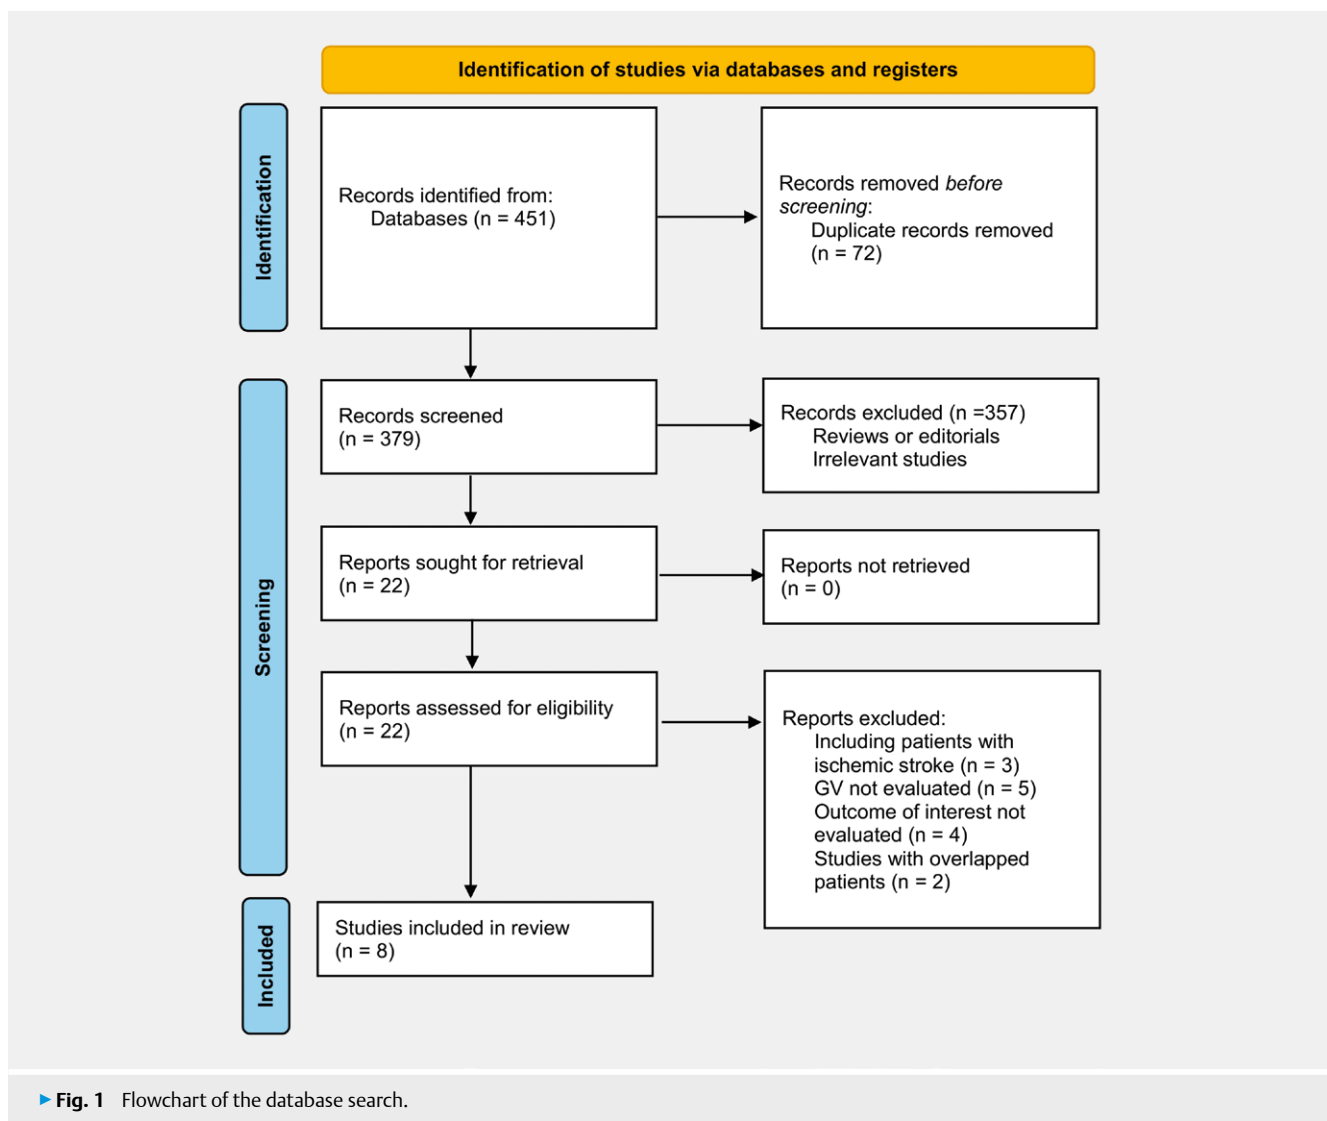 Identification of studies via databases and registers
Identification
Records identified from:
Databases (n = 451)
Records removed before
screening:
Duplicate records removed
(n = 72)
Screening
Records screened
(n = 379)
Records excluded (n =357)
Reviews or editorials
Irrelevant studies
Reports sought for retrieval
(n = 22)
Reports not retrieved
(n = 0)
Reports assessed for eligibility
(n = 22)
Reports excluded:
Including patients with
ischemic stroke (n = 3)
GV not evaluated (n = 5)
Outcome of interest not
evaluated (n = 4)
Studies with overlapped
patients (n = 2)
Included
Studies included in review
(n = 8)
▶ Fig. 1 Flowchart of the database search.